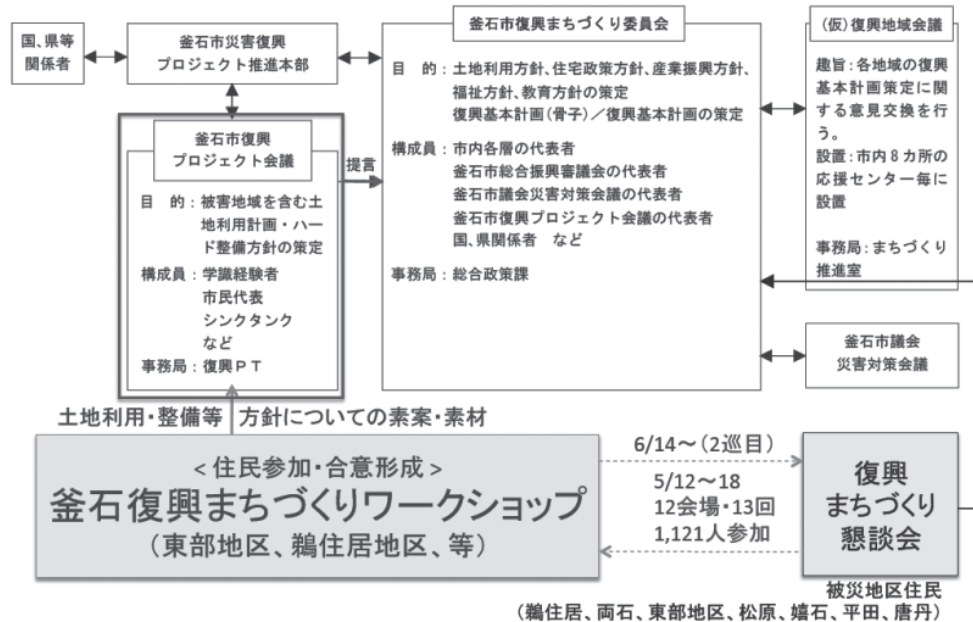 国、県等
関係者
釜石市災害復興
プロジェクト推進本部
釜石市復興
プロジェクト会議
目　的：被害地域を含む土
地利用計画・ハー
ド整備方針の策定
構成員：学識経験者
市民代表
シンクタンク
など
事務局：復興ＰＴ
提言
釜石市復興まちづくり委員会
目　的：土地利用方針、住宅政策方針、産業振興方針、
福祉方針、教育方針の策定
復興基本計画（骨子）／復興基本計画の策定
構成員：市内各層の代表者
釜石市総合振興審議会の代表者
釜石市議会災害対策会議の代表者
釜石市復興プロジェクト会議の代表者
国、県関係者　など
事務局：総合政策課
（仮）復興地域会議
趣旨：各地域の復興
基本計画策定に関
する意見交換を行
う。
設置：市内８カ所の
応援センター毎に
設置
事務局：まちづくり
推進室
釜石市議会
災害対策会議
土地利用・整備等　方針についての素案・素材
＜住民参加・合意形成＞
釜石復興まちづくりワークショップ
（東部地区、鵜住居地区、等）
6/14～（2巡目）
5/12～18
12会場・13回
1,121人参加
復興
まちづくり
懇談会
被災地区住民
（鵜住居、両石、東部地区、松原、嬉石、平田、唐丹）